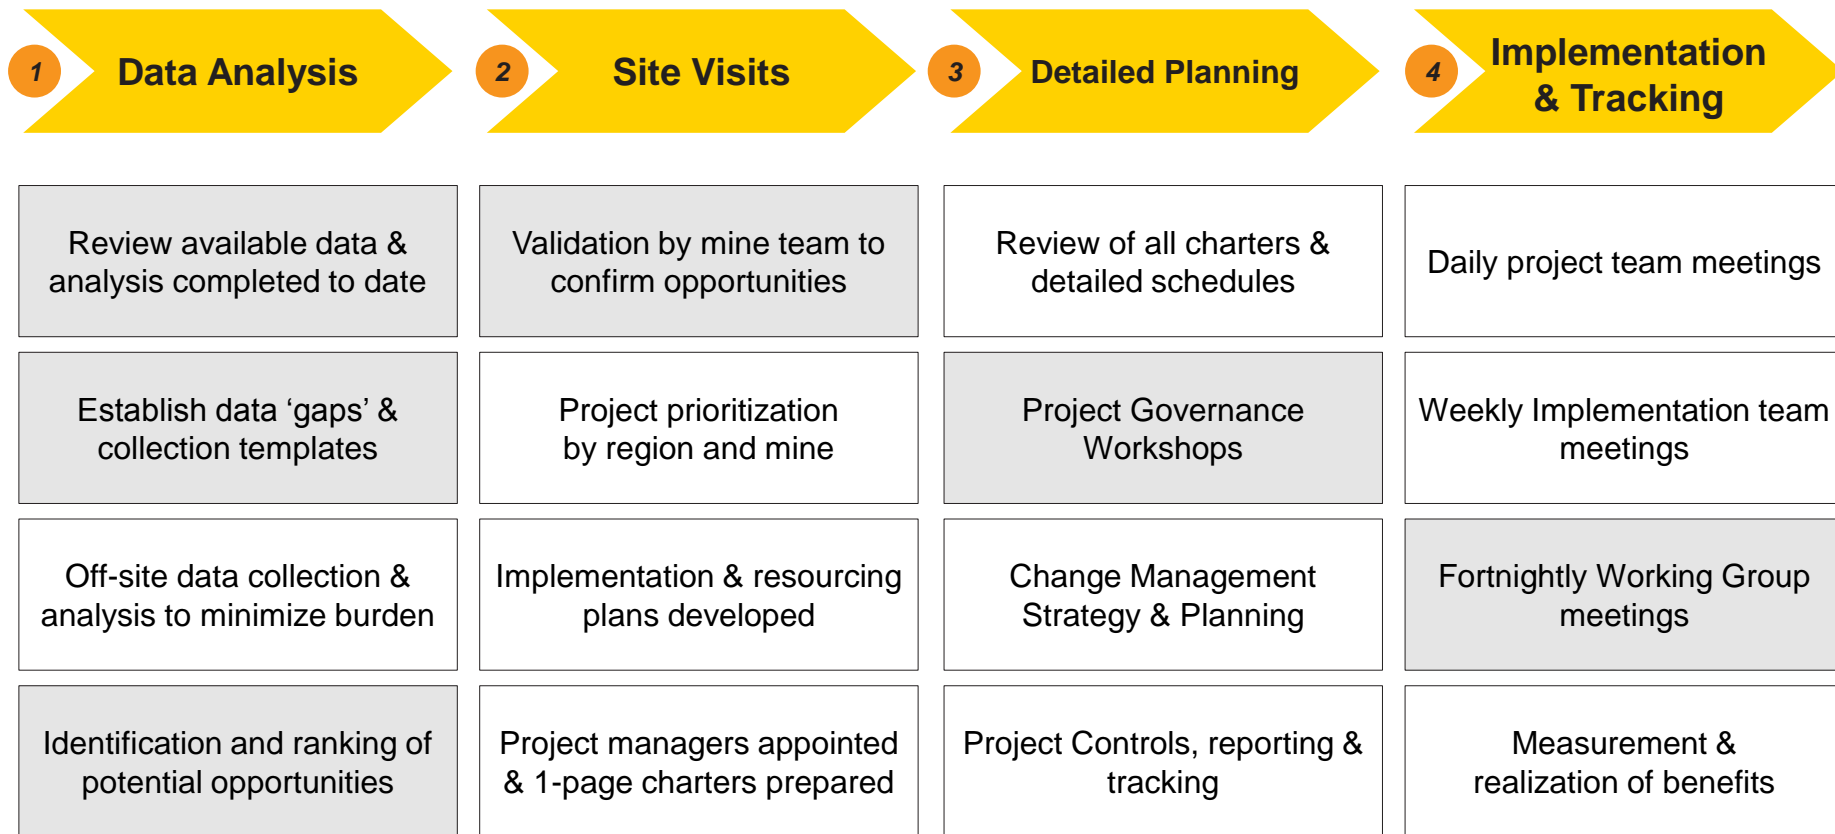 1
Data Analysis
2
Site Visits
3
Detailed Planning
4
Implementation
& Tracking
Review available data &
analysis completed to date
Establish data ‘gaps’ &
collection templates
Off-site data collection &
analysis to minimize burden
Identification and ranking of
potential opportunities
Validation by mine team to
confirm opportunities
Project prioritization
by region and mine
Implementation & resourcing
plans developed
Project managers appointed
& 1-page charters prepared
Review of all charters &
detailed schedules
Project Governance
Workshops
Change Management
Strategy & Planning
Project Controls, reporting &
tracking
Daily project team meetings
Weekly Implementation team
meetings
Fortnightly Working Group
meetings
Measurement &
realization of benefits